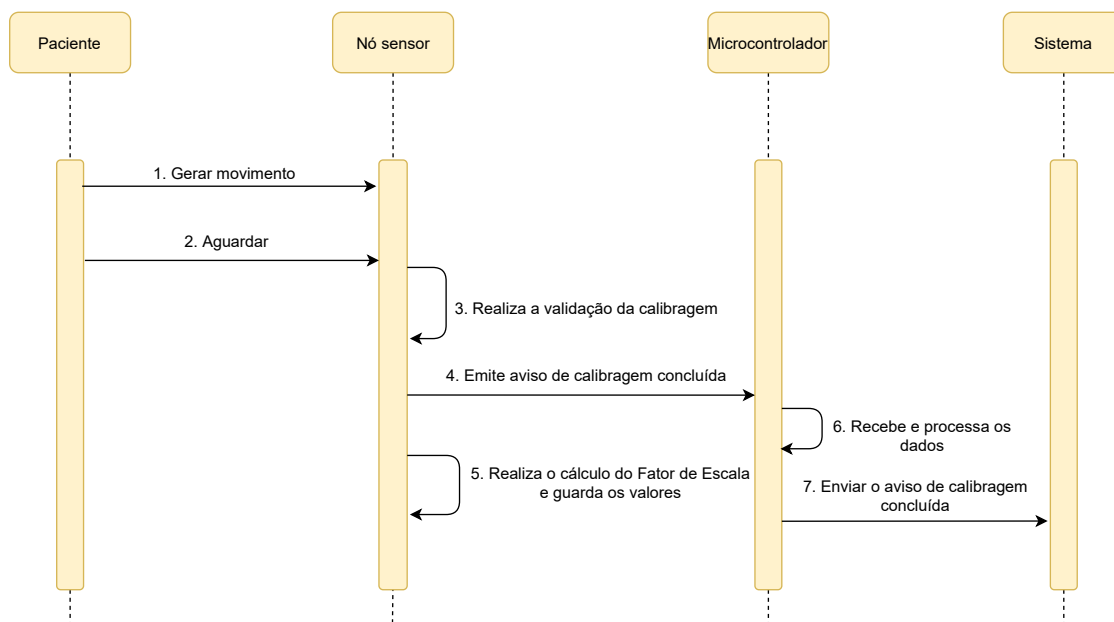 Paciente
Nó sensor
Microcontrolador
Sistema
1. Gerar movimento
2. Aguardar
3. Realiza a validação da calibragem
4. Emite aviso de calibragem concluída
6. Recebe e processa os
dados
5. Realiza o cálculo do Fator de Escala
e guarda os valores
7. Enviar o aviso de calibragem
concluída